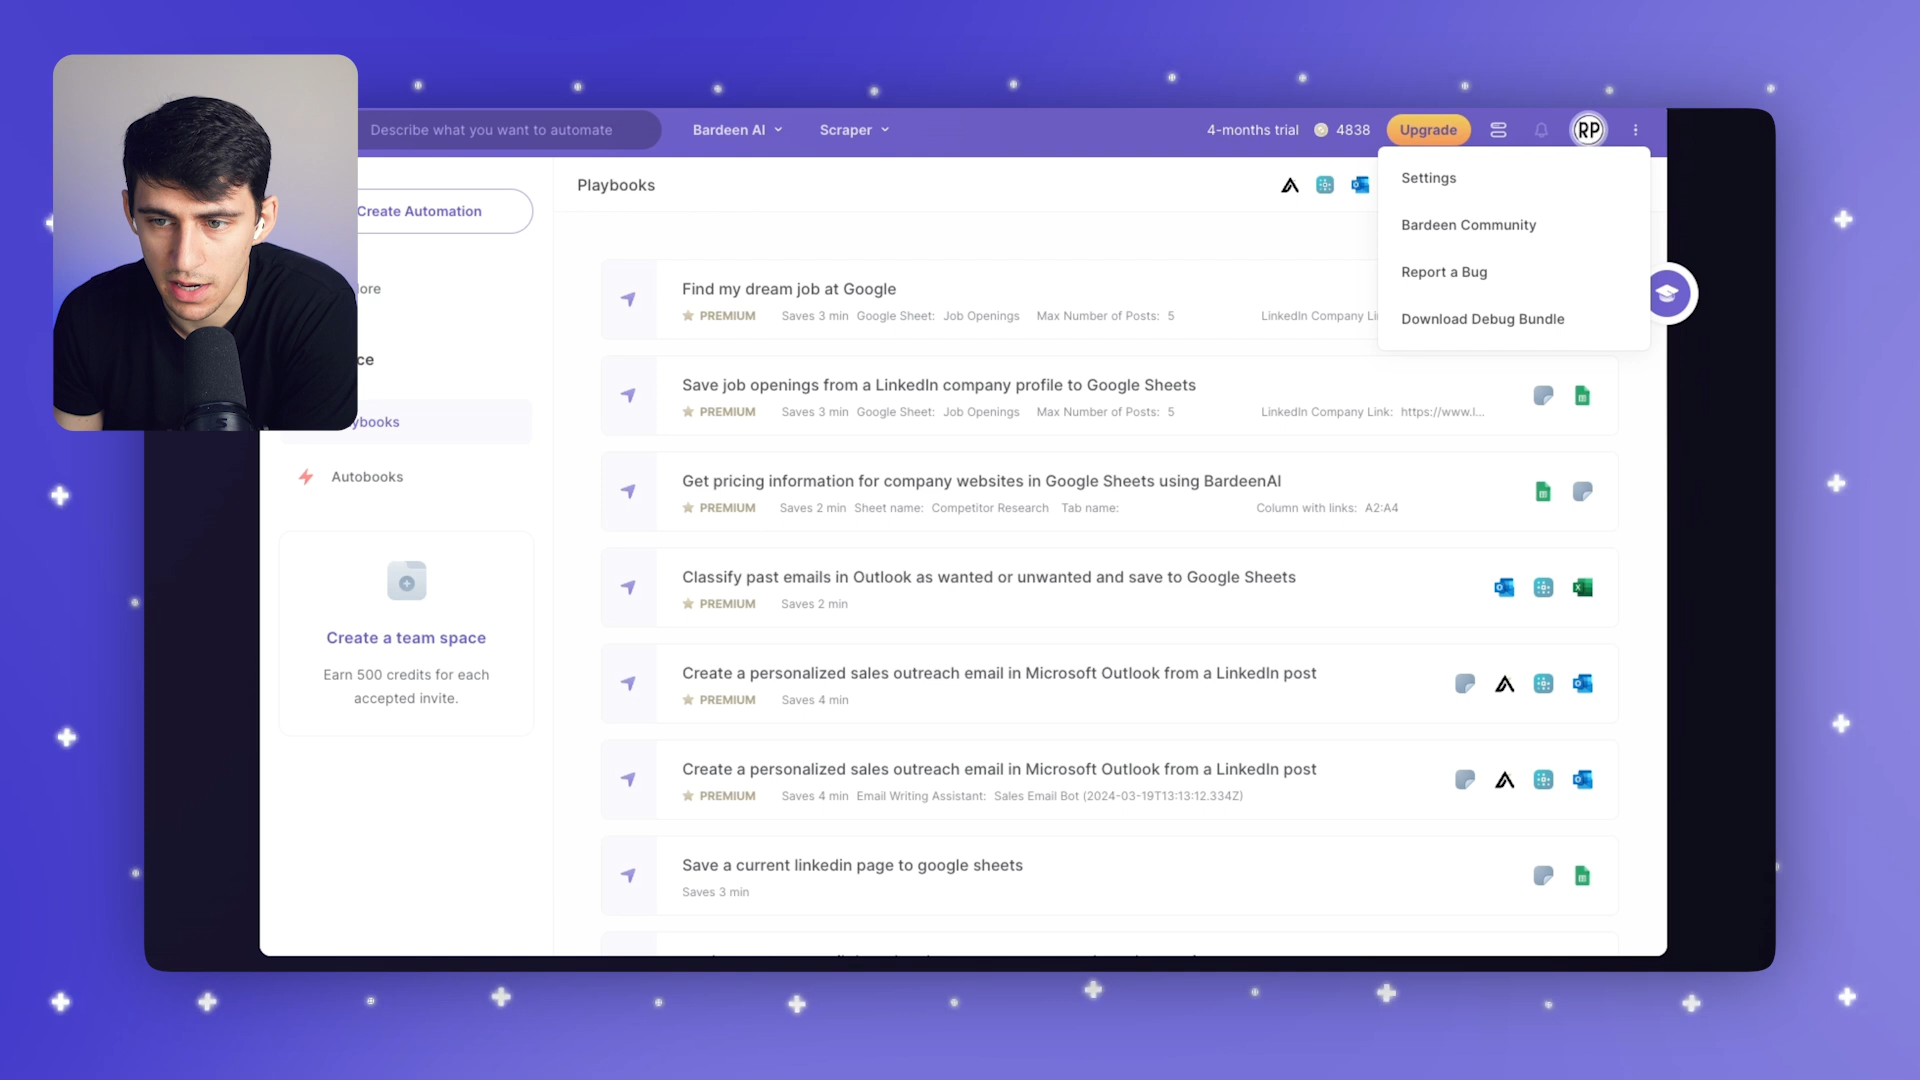 Describe what you want to automate
Bardeen AI
Scraper
4-months trial
4838
Upgrade
RP
Create Automation
Playbooks
Settings
Bardeen Community
Report a Bug
Download Debug Bundle
ore
ce
ybooks
Autobooks
Create a team space
Earn 500 credits for each
accepted invite.
Find my dream job at Google
PREMIUM Saves 3 min Google Sheet: Job Openings Max Number of Posts: 5 LinkedIn Company Li
Save job openings from a LinkedIn company profile to Google Sheets
PREMIUM Saves 3 min Google Sheet: Job Openings Max Number of Posts: 5 LinkedIn Company Link: https://www.l...
Get pricing information for company websites in Google Sheets using BardeenAI
PREMIUM Saves 2 min Sheet name: Competitor Research Tab name: Column with links: A2:A4
Classify past emails in Outlook as wanted or unwanted and save to Google Sheets
PREMIUM Saves 2 min
Create a personalized sales outreach email in Microsoft Outlook from a LinkedIn post
PREMIUM Saves 4 min
Create a personalized sales outreach email in Microsoft Outlook from a LinkedIn post
PREMIUM Saves 4 min Email Writing Assistant: Sales Email Bot (2024-03-19T13:13:12.334Z)
Save a current linkedin page to google sheets
Saves 3 min